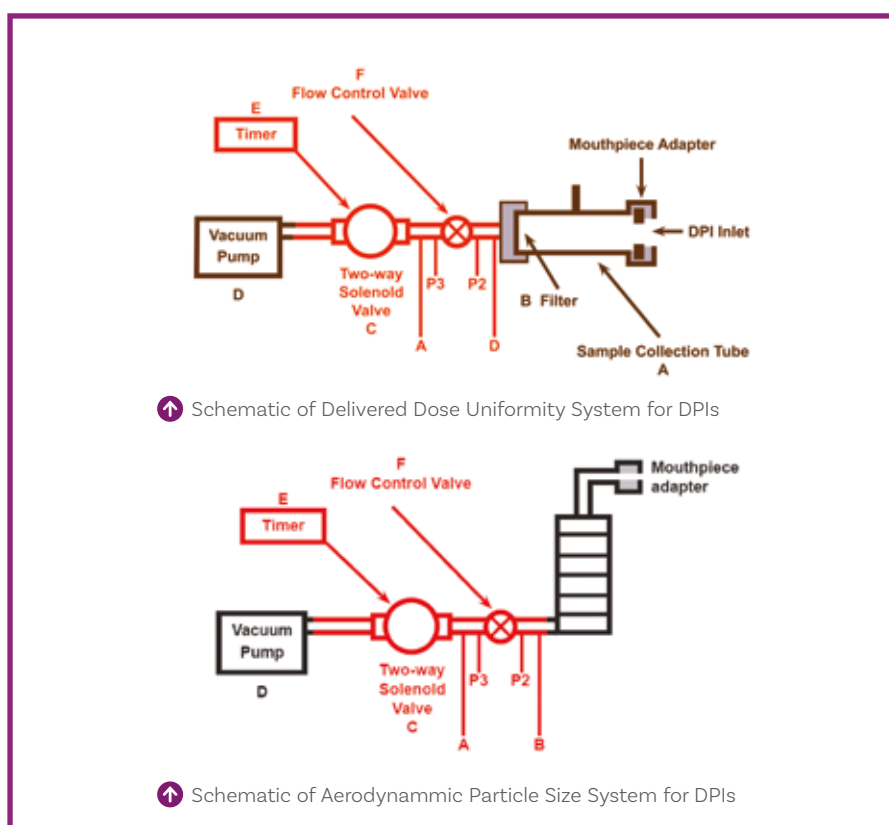 F
Flow Control Valve
E
Timer
Mouthpiece Adapter
Vacuum
Pump
DPI Inlet
D
Two-way
Solenold
Valve
C
P3
P2
B Filter
A
D
Sample Collection Tube
A
Schematic of Delivered Dose Uniformity System for DPIs
F
Flow Control Valve
Mouthpiece
adapter
E
Timer
Vacuum
Pump
D
Two-way
Solenold
Valve
C
P3
P2
A
B
Schematic of Aerodynammic Particle Size System for DPIs